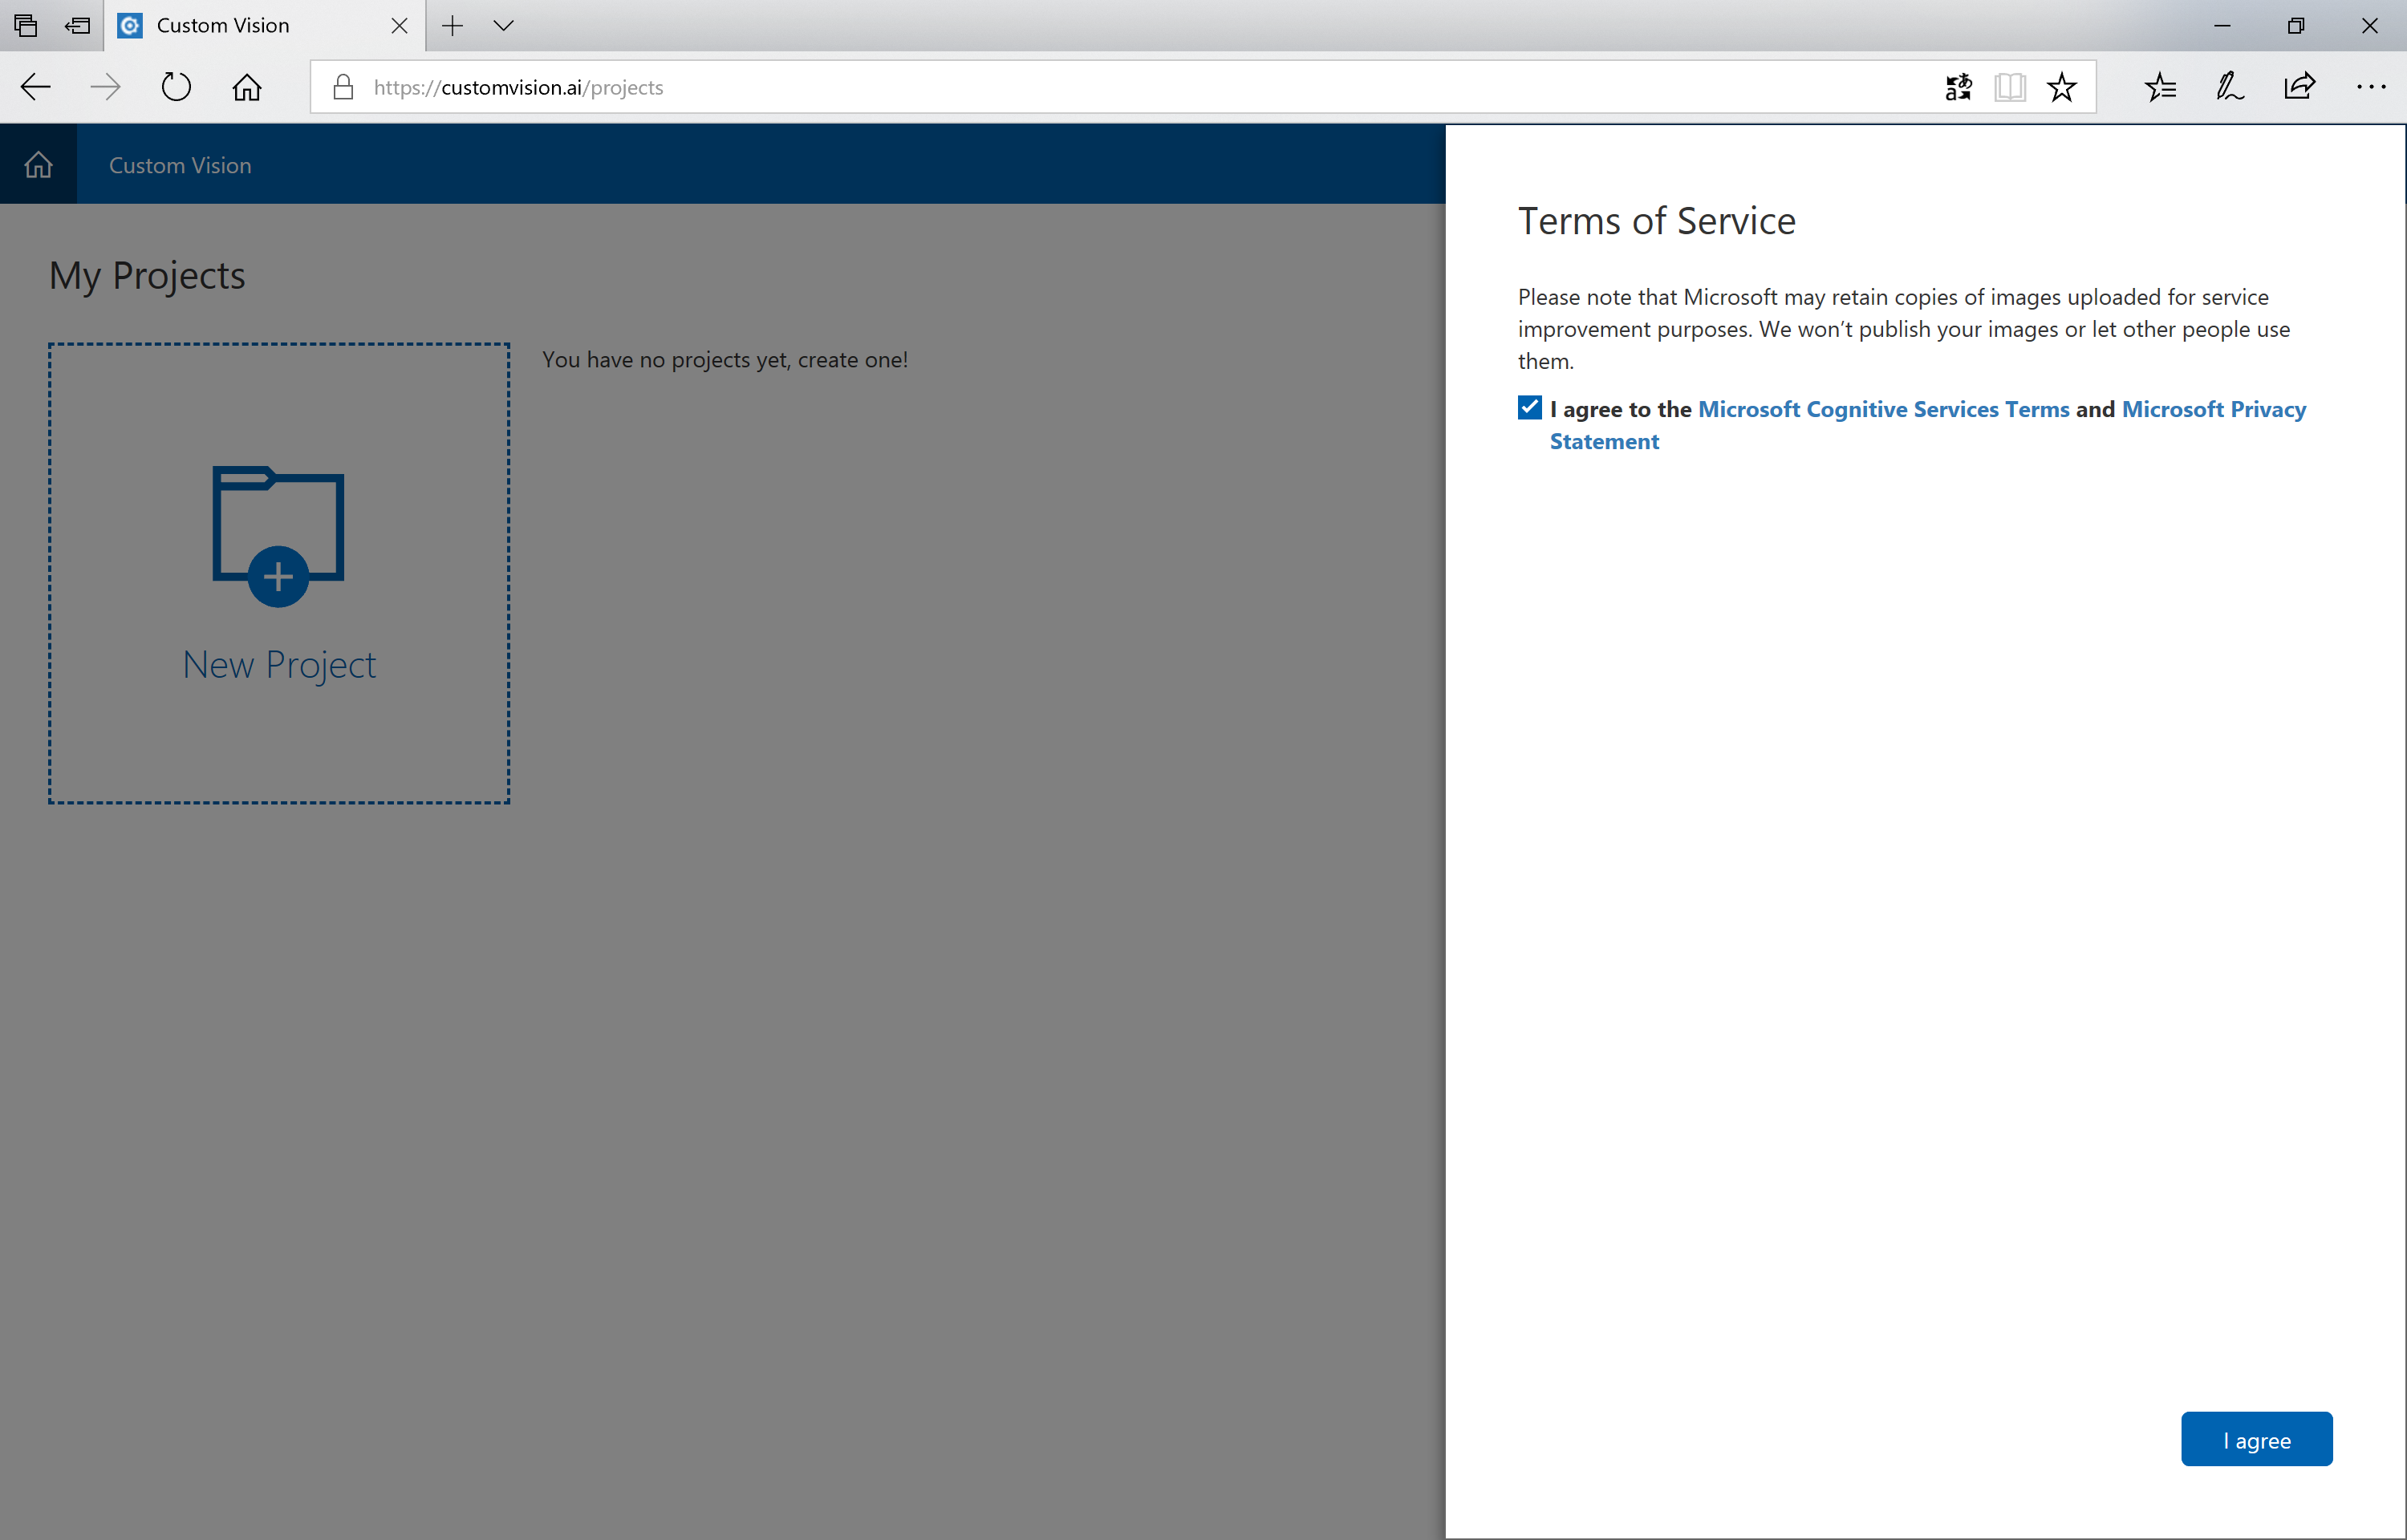 Custom Vision
https://customvision.ai/projects
Custom Vision
My Projects
You have no projects yet, create one!
New Project
Terms of Service
Please note that Microsoft may retain copies of images uploaded for service
improvement purposes. We won’t publish your images or let other people use
them.
I agree to the Microsoft Cognitive Services Terms and Microsoft Privacy
Statement
I agree